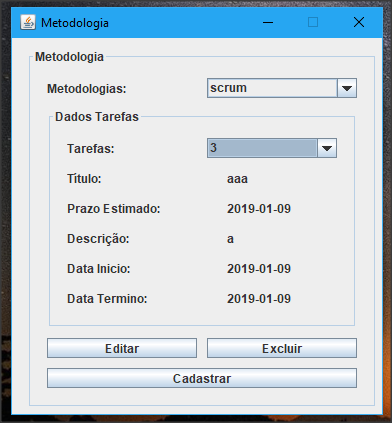 Metodologia
Metodologia
Metodologias: scrum
Dados Tarefas
Tarefas: 3
Titulo: aaa
Prazo Estimado: 2019-01-09
Descrição: a
Data Inicio: 2019-01-09
Data Termino: 2019-01-09
Editar Excluir
Cadastrar